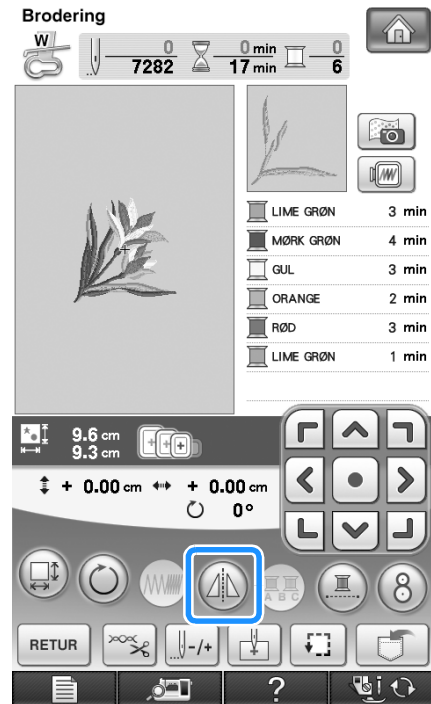 Brodering
W
0
7282
0 min
17 min
0
6
LIME GRØN 3 min
MØRK GRØN 4 min
GUL 3 min
ORANGE 2 min
RØD 3 min
LIME GRØN 1 min
9.6 cm
9.3 cm
+ 0.00 cm + 0.00 cm
0°
A B C
8
RETUR
-/+
?